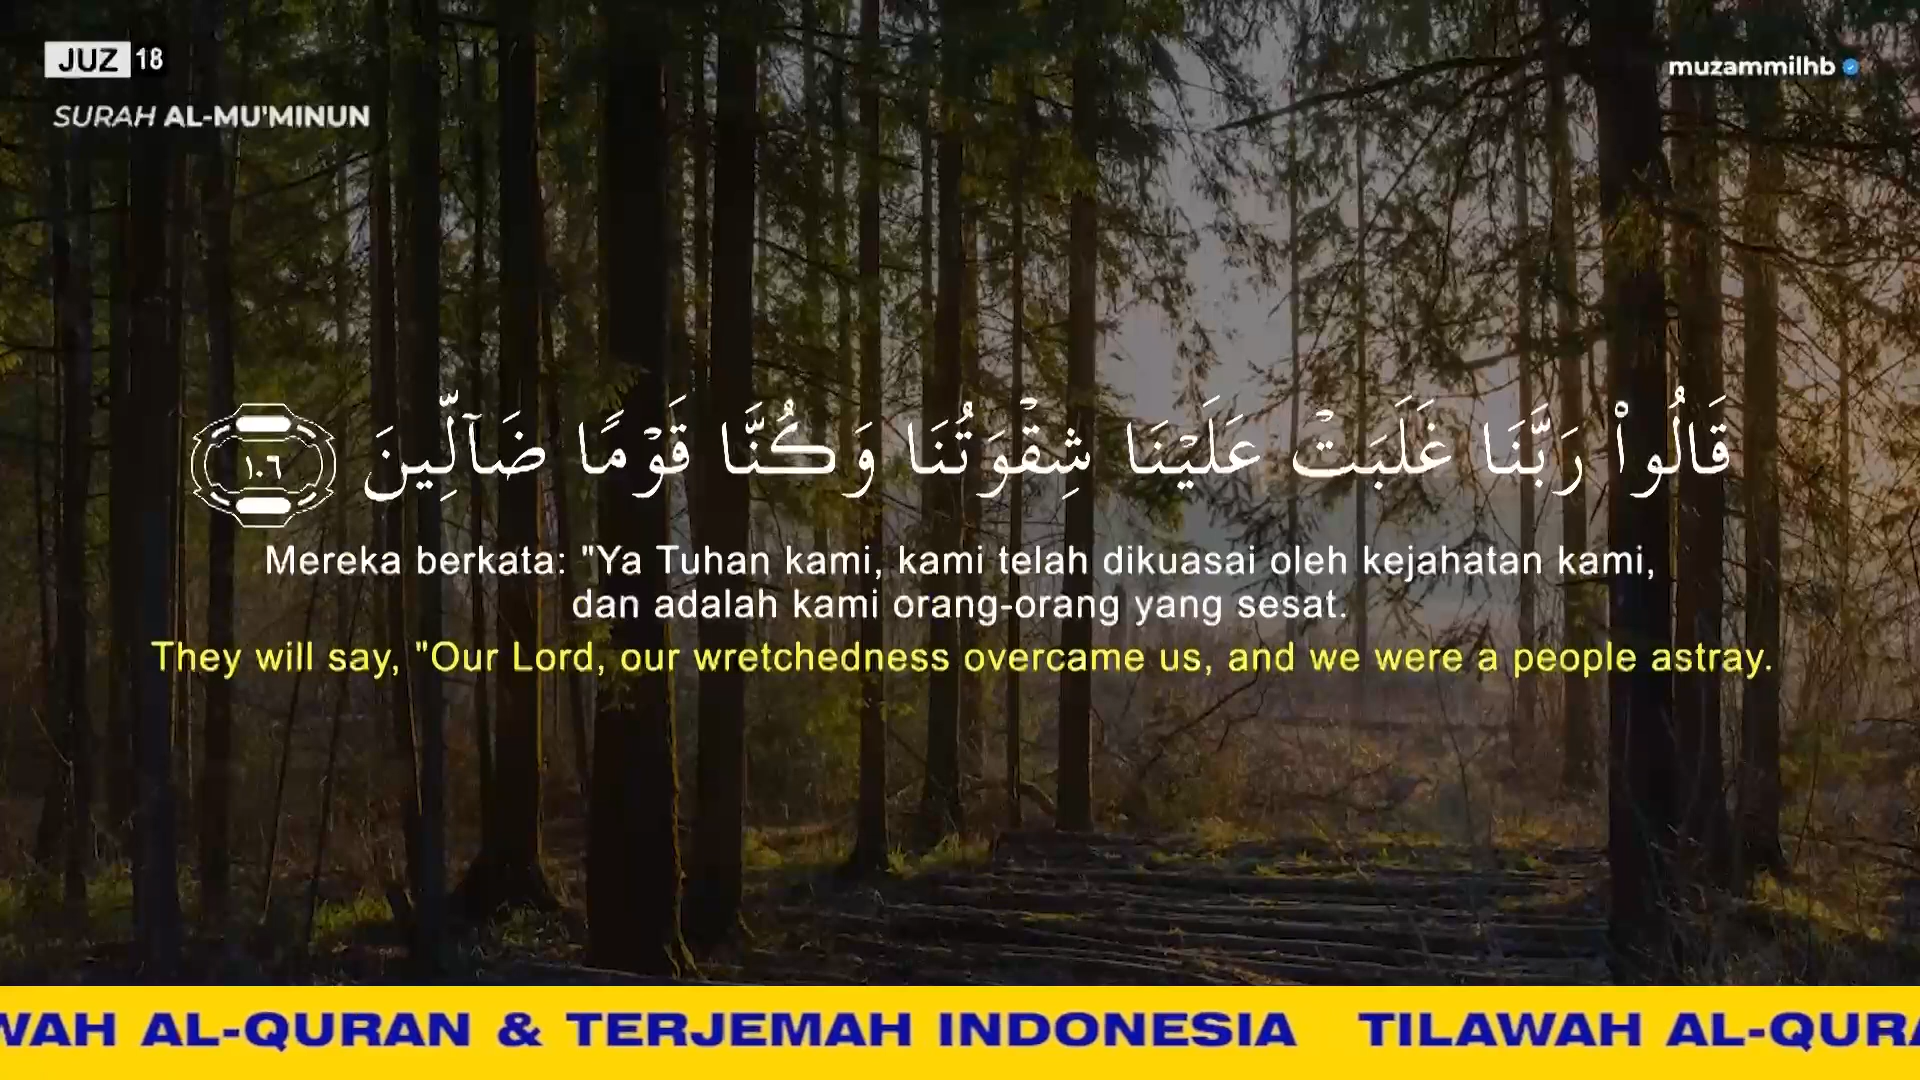 JUZ 18
muzammilhb
SURAH AL-MU'MINUN
قَالُوا۟ رَبَّنَا غَلَبَتْ عَلَيْنَا شِقْوَتُنَا وَكُنَّا قَوْمًا ضَآلِّينَ ١٠٦
Mereka berkata: "Ya Tuhan kami, kami telah dikuasai oleh kejahatan kami,
dan adalah kami orang-orang yang sesat.
They will say, "Our Lord, our wretchedness overcame us, and we were a people astray.
WAH AL-QURAN & TERJEMAH INDONESIA TILAWAH AL-QURA